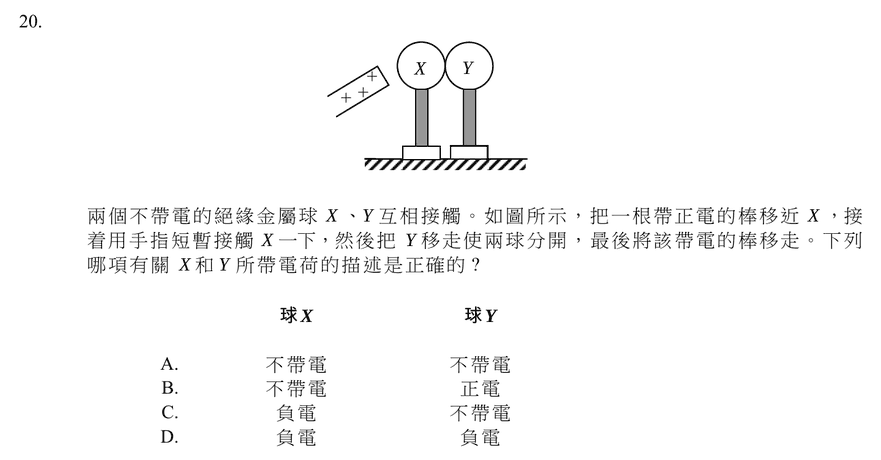 20.
+ + +
X Y
兩個不帶電的絕緣金屬球 X 、Y 互相接觸。如圖所示，把一根帶正電的棒移近 X ，接
着用手指短暫接觸 X 一下，然後把 Y 移走使兩球分開，最後將該帶電的棒移走。下列
哪項有關 X 和 Y 所帶電荷的描述是正確的？
球 X 球 Y
A. 不帶電 不帶電
B. 不帶電 正電
C. 負電 不帶電
D. 負電 負電